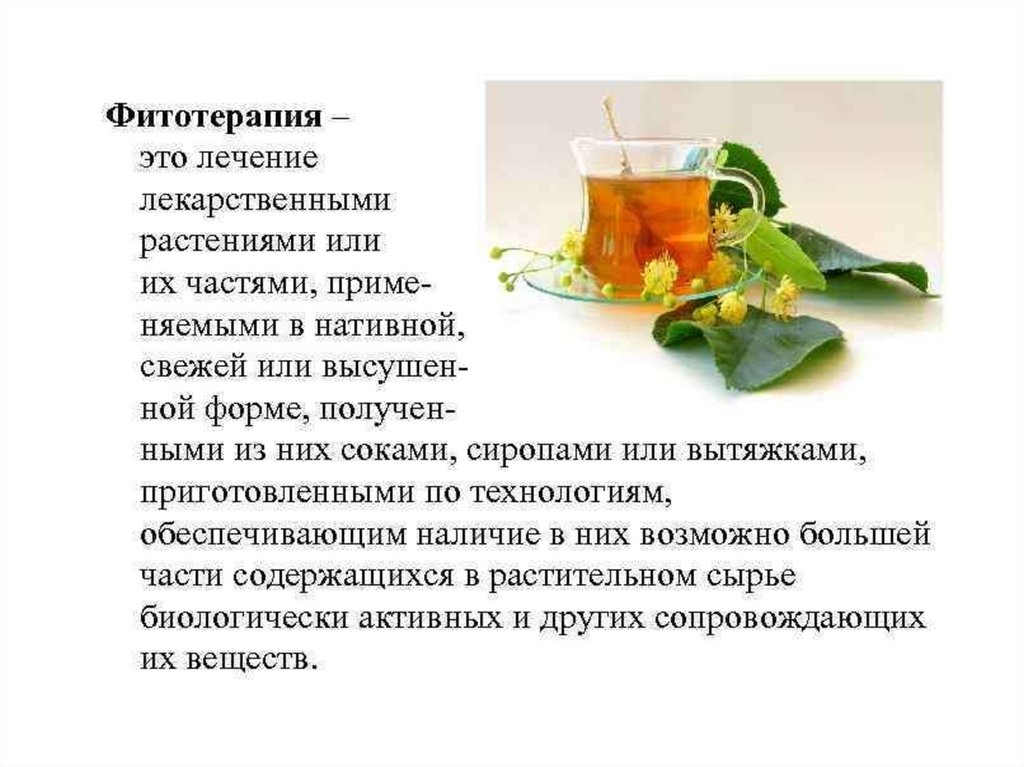 Фитотерапия –
это лечение
лекарственными
растениями или
их частями, приме-
няемыми в нативной,
свежей или высушен-
ной форме, получен-
ными из них соками, сиропами или вытяжками,
приготовленными по технологиям,
обеспечивающим наличие в них возможно большей
части содержащихся в растительном сырье
биологически активных и других сопровождающих
их веществ.